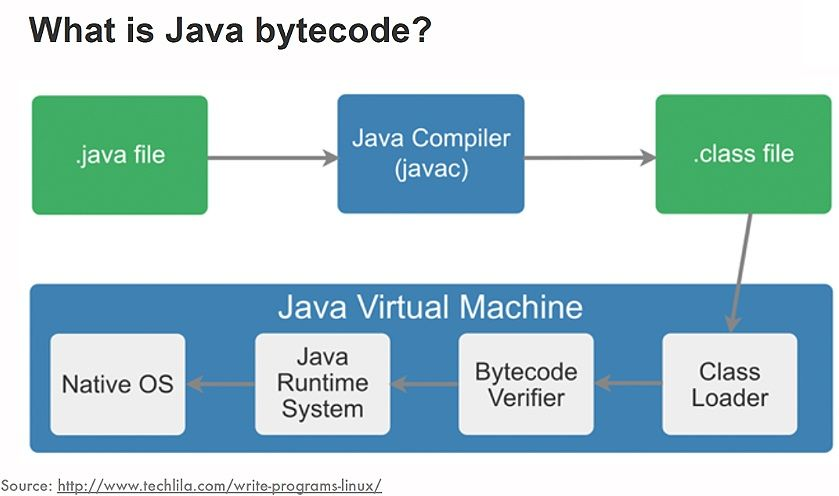 What is Java bytecode?
.java file
Java Compiler
(javac)
.class file
Java Virtual Machine
Native OS
Java
Runtime
System
Bytecode
Verifier
Class
Loader
Source: http://www.techlila.com/write-programs-linux/